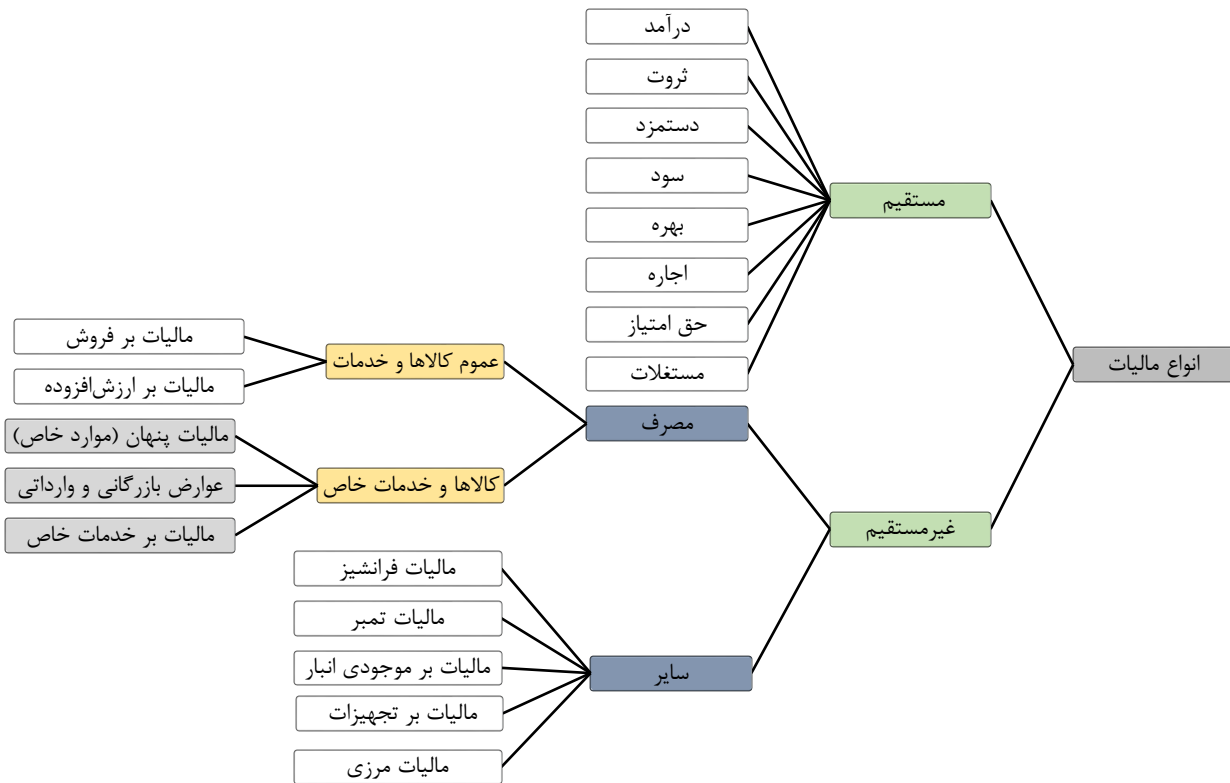 انواع مالیات
مستقیم
درآمد
ثروت
دستمزد
سود
بهره
اجاره
حق امتیاز
مستغلات
غیرمستقیم
مصرف
عموم کالاها و خدمات
مالیات بر فروش
مالیات بر ارزش‌افزوده
کالاها و خدمات خاص
مالیات پنهان (موارد خاص)
عوارض بازرگانی و وارداتی
مالیات بر خدمات خاص
سایر
مالیات فرانشیز
مالیات تمبر
مالیات بر موجودی انبار
مالیات بر تجهیزات
مالیات مرزی